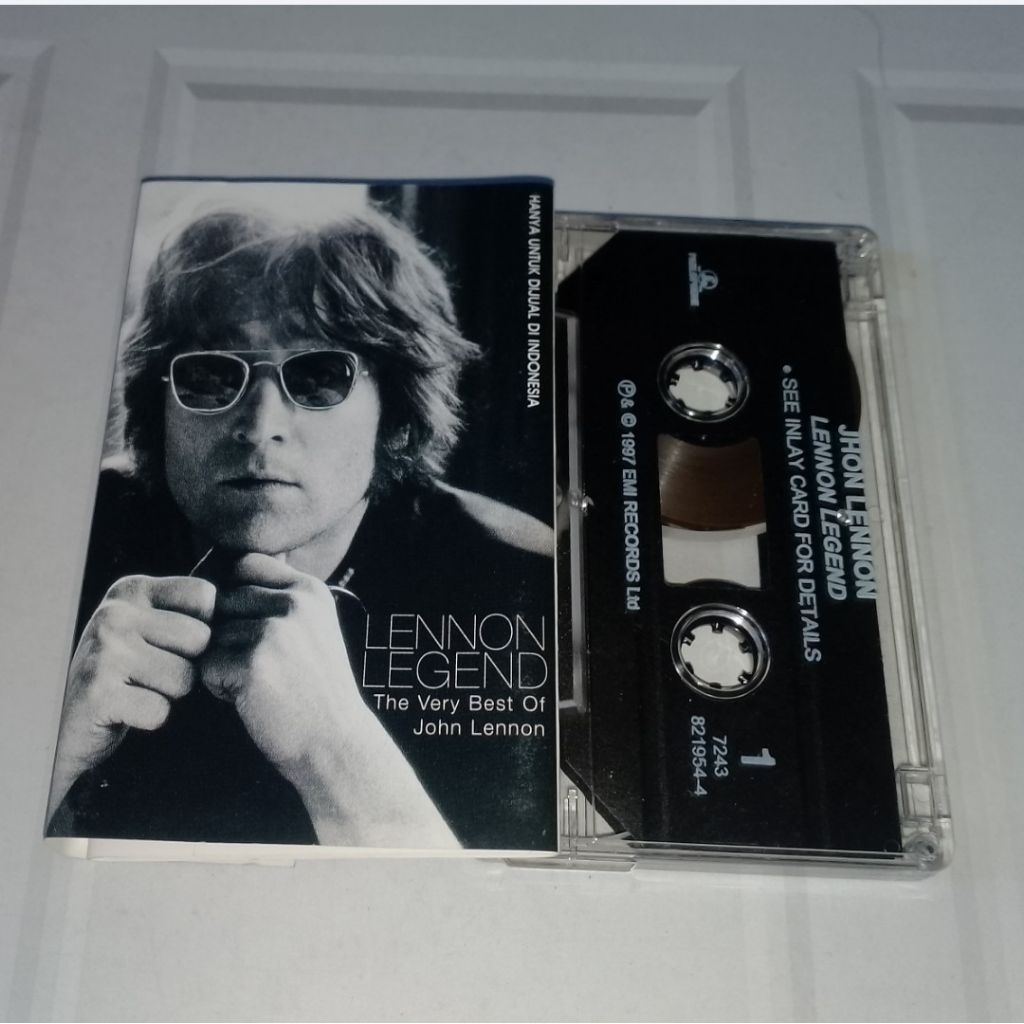 HANYA UNTUK DIJUAL DI INDONESIA
LENNON
LEGEND
The Very Best Of
John Lennon
JHON LENNON
LENNON LEGEND
• SEE INLAY CARD FOR DETAILS
℗ & © 1997 EMI RECORDS Ltd
1
7243
821954-4